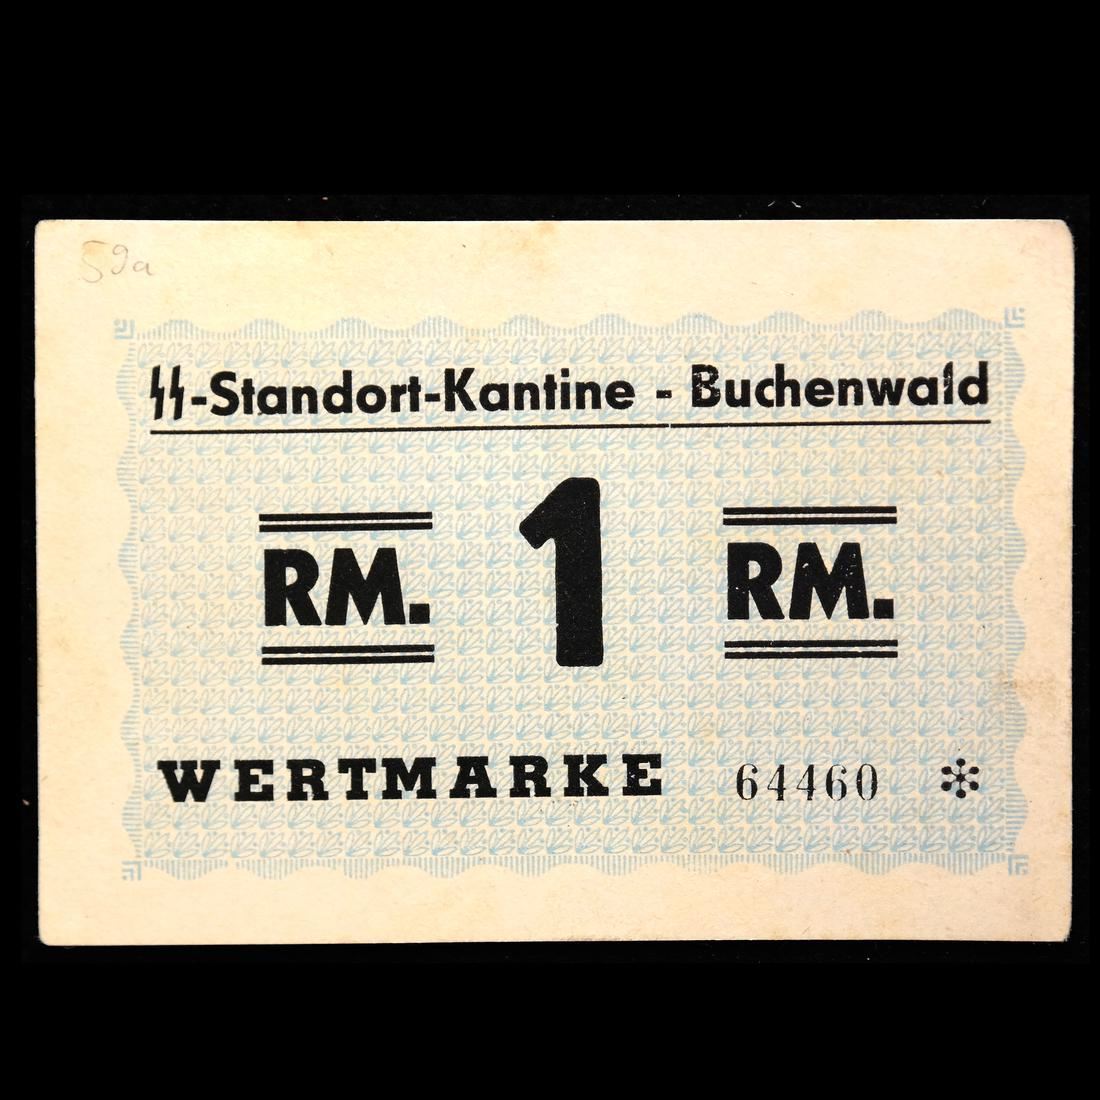 59a
SS-Standort-Kantine - Buchenwald
RM. 1 RM.
WERTMARKE 64460